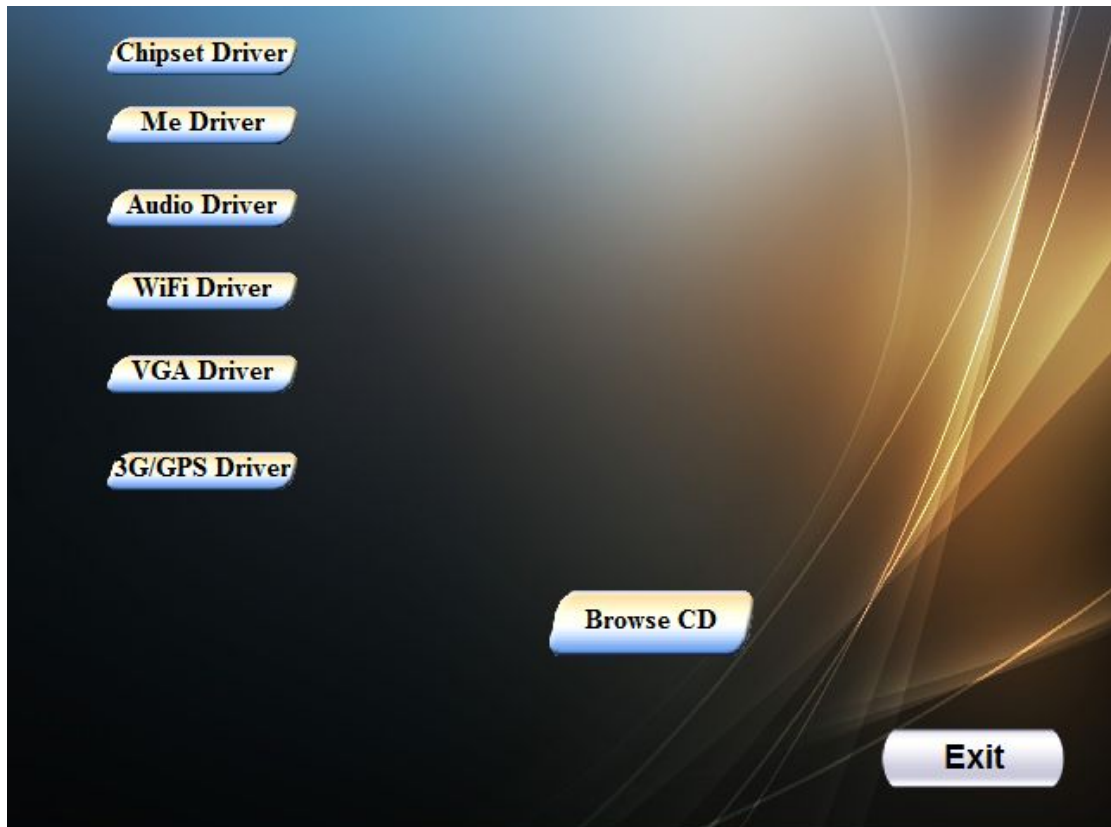 Chipset Driver
Me Driver
Audio Driver
WiFi Driver
VGA Driver
3G/GPS Driver
Browse CD
Exit